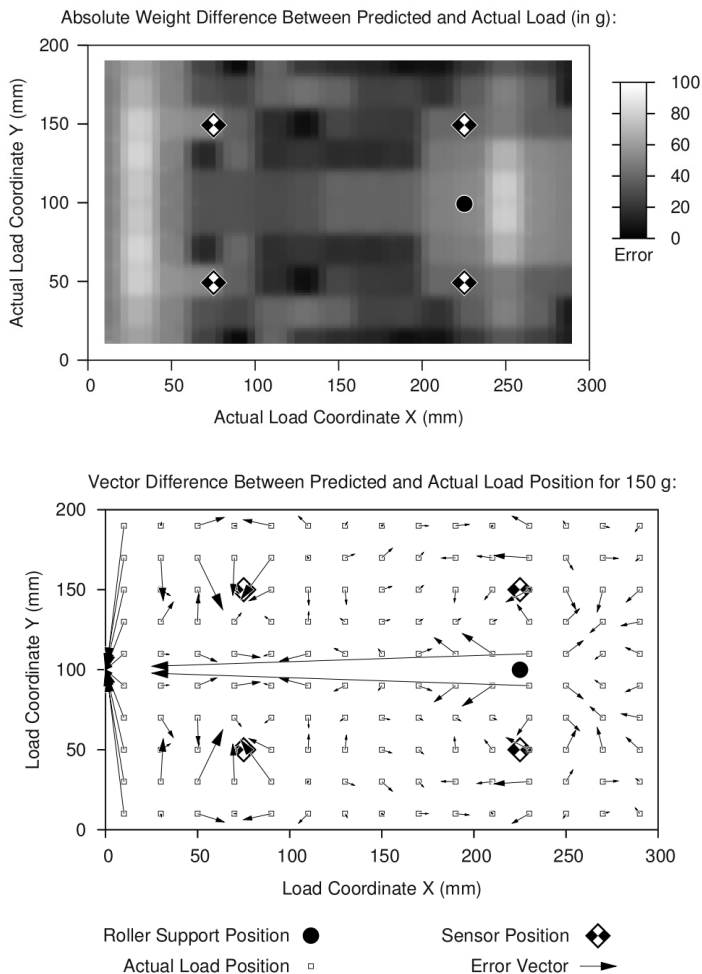 Absolute Weight Difference Between Predicted and Actual Load (in g):
200
150
100
50
0
Actual Load Coordinate Y (mm)
0 50 100 150 200 250 300
Actual Load Coordinate X (mm)
100
80
60
40
20
0
Error
Vector Difference Between Predicted and Actual Load Position for 150 g:
200
150
100
50
0
Load Coordinate Y (mm)
0 50 100 150 200 250 300
Load Coordinate X (mm)
Roller Support Position Sensor Position
Actual Load Position Error Vector